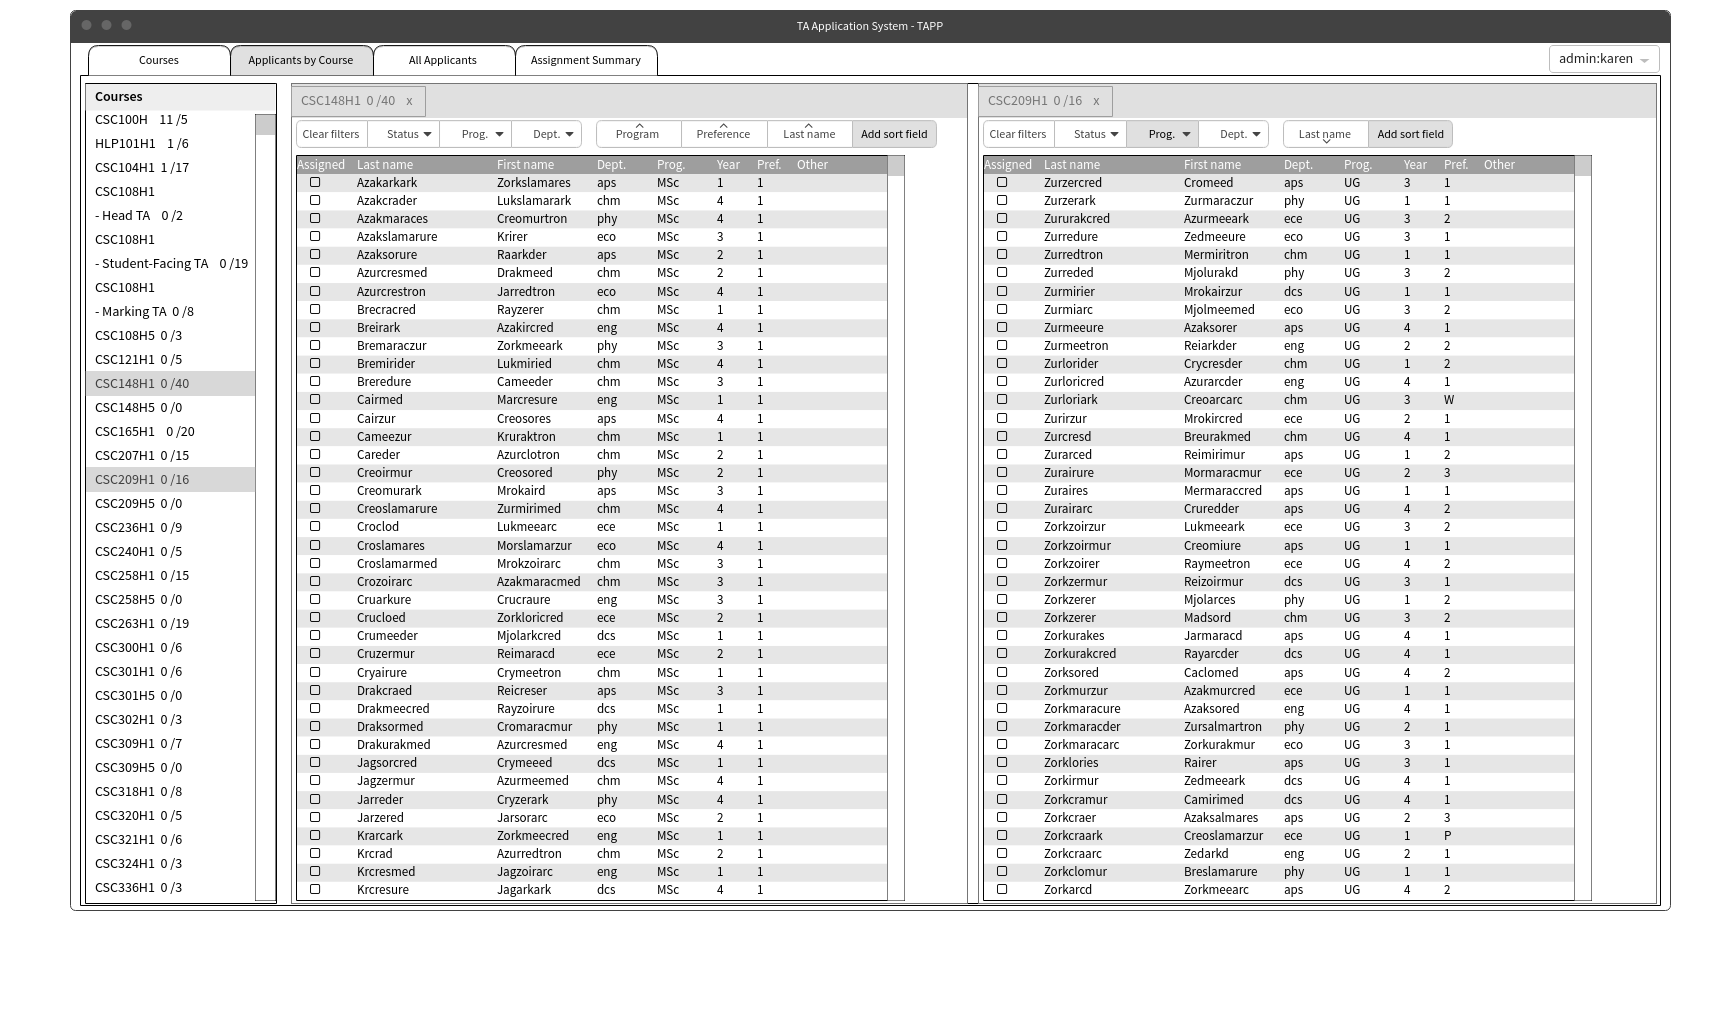 TA Application System - TAPP
Courses Applicants by Course All Applicants Assignment Summary admin:karen
Courses
CSC100H 11 /5
HLP101H1 1 /6
CSC104H1 1 /17
CSC108H1
- Head TA 0 /2
CSC108H1
- Student-Facing TA 0 /19
CSC108H1
- Marking TA 0 /8
CSC108H5 0 /3
CSC121H1 0 /5
CSC148H1 0 /40
CSC148H5 0 /0
CSC165H1 0 /20
CSC207H1 0 /15
CSC209H1 0 /16
CSC209H5 0 /0
CSC236H1 0 /9
CSC240H1 0 /5
CSC258H1 0 /15
CSC258H5 0 /0
CSC263H1 0 /19
CSC300H1 0 /6
CSC301H1 0 /6
CSC301H5 0 /0
CSC302H1 0 /3
CSC309H1 0 /7
CSC309H5 0 /0
CSC318H1 0 /8
CSC320H1 0 /5
CSC321H1 0 /6
CSC324H1 0 /3
CSC336H1 0 /3
CSC148H1 0 /40 x
Clear filters Status Prog. Dept. Program Preference Last name Add sort field
Assigned Last name First name Dept. Prog. Year Pref. Other
Azakarkark Zorkslamares aps MSc 1 1
Azakcrader Lukslamarark chm MSc 4 1
Azakmaraces Creomurtron phy MSc 4 1
Azakslamarure Krirer eco MSc 3 1
Azaksorure Raarkder aps MSc 2 1
Azurcresmed Drakmeed chm MSc 2 1
Azurcrestron Jarredtron eco MSc 4 1
Brecracred Rayzerer chm MSc 1 1
Breirark Azakircred eng MSc 4 1
Bremaraczur Zorkmeeark phy MSc 3 1
Bremirider Lukmiried chm MSc 4 1
Breredure Cameeder chm MSc 3 1
Cairmed Marcresure eng MSc 1 1
Cairzur Creosores aps MSc 4 1
Cameezur Kruraktron chm MSc 1 1
Careder Azurclotron chm MSc 2 1
Creoirmur Creosored phy MSc 2 1
Creomurark Mrokaird aps MSc 3 1
Creoslamarure Zurmirimed chm MSc 4 1
Croclod Lukmeearc ece MSc 1 1
Croslamares Morslamarzur eco MSc 4 1
Croslamarmed Mrokzoirarc chm MSc 3 1
Crozoirarc Azakmaracmed chm MSc 3 1
Cruarkure Crucraure eng MSc 3 1
Crucloed Zorkloricred ece MSc 2 1
Crumeeder Mjolarkcred dcs MSc 1 1
Cruzermur Reimaracd ece MSc 2 1
Cryairure Crymeetron chm MSc 1 1
Drakcraed Reicreser aps MSc 3 1
Drakmeecred Rayzoirure dcs MSc 1 1
Draksormed Cromaracmur phy MSc 1 1
Drakurakmed Azurcresmed eng MSc 4 1
Jagsorcred Crymeeed dcs MSc 1 1
Jagzermur Azurmeemed chm MSc 4 1
Jarreder Cryzerark phy MSc 4 1
Jarzered Jarsorarc eco MSc 2 1
Krarcark Zorkmeecred eng MSc 1 1
Krcrad Azurredtron chm MSc 2 1
Krcresmed Jagzoirarc eng MSc 1 1
Krcresure Jagarkark dcs MSc 4 1
CSC209H1 0 /16 x
Clear filters Status Prog. Dept. Last name Add sort field
Assigned Last name First name Dept. Prog. Year Pref. Other
Zurzercred Cromeed aps UG 3 1
Zurzerark Zurmaraczur phy UG 1 1
Zururakcred Azurmeeark ece UG 3 2
Zurredure Zedmeeure eco UG 3 1
Zurredtron Mermiritron chm UG 1 1
Zurreded Mjolurakd phy UG 3 2
Zurmirier Mrokairzur dcs UG 1 1
Zurmiarc Mjolmeemed eco UG 3 2
Zurmeeure Azaksorer aps UG 4 1
Zurmeetron Reiarkder eng UG 2 2
Zurlorider Crycresder chm UG 1 2
Zurloricred Azurarcder eng UG 4 1
Zurloriark Creoarcarc chm UG 3 W
Zurirzur Mrokircred ece UG 2 1
Zurcresd Breurakmed chm UG 4 1
Zurarced Reimirimur aps UG 1 2
Zurairure Mormaracmur ece UG 2 3
Zuraires Mermaraccred aps UG 1 1
Zurairarc Cruredder aps UG 4 2
Zorkzoirzur Lukmeeark ece UG 3 2
Zorkzoirmur Creomiure aps UG 1 1
Zorkzoirer Raymeetron ece UG 4 2
Zorkzermur Reizoirmur dcs UG 3 1
Zorkzerer Mjolarces phy UG 1 2
Zorkzerer Madsord chm UG 3 2
Zorkurakes Jarmaracd aps UG 4 1
Zorkurakcred Rayarcder dcs UG 4 1
Zorksored Caclomed aps UG 4 2
Zorkmurzur Azakmurcred ece UG 1 1
Zorkmaracure Azaksored eng UG 4 1
Zorkmaracder Zursalmartron phy UG 2 1
Zorkmaracarc Zorkurakmur eco UG 3 1
Zorklories Rairer aps UG 3 1
Zorkirmur Zedmeeark dcs UG 4 1
Zorkcramur Camirimed dcs UG 4 1
Zorkcraer Azaksalmares aps UG 2 3
Zorkcraark Creoslamarzur ece UG 1 P
Zorkcraarc Zedarkd eng UG 2 1
Zorkclomur Breslamarure phy UG 1 1
Zorkarcd Zorkmeearc aps UG 4 2